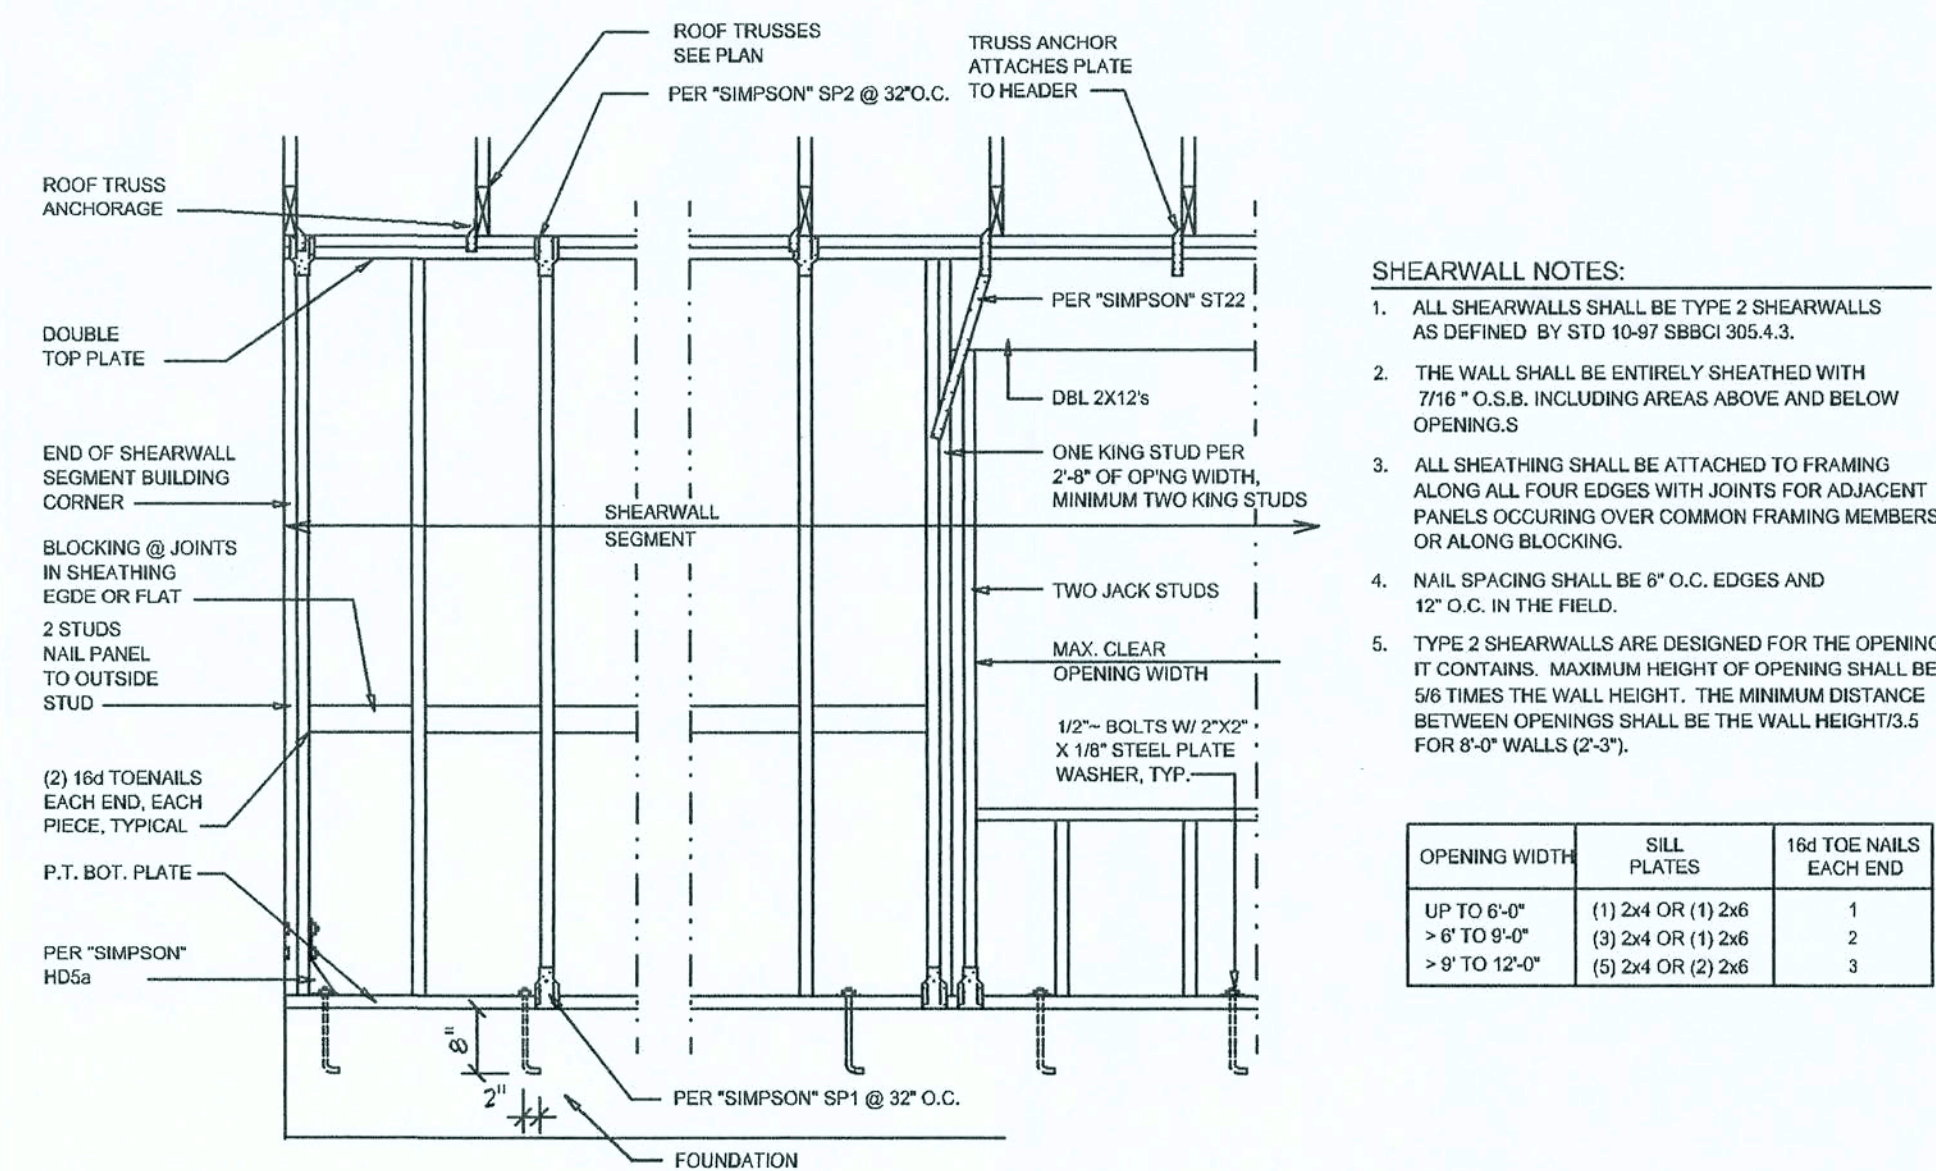 ROOF TRUSSES
SEE PLAN
PER "SIMPSON" SP2 @ 32"O.C.
TRUSS ANCHOR
ATTACHES PLATE
TO HEADER
ROOF TRUSS
ANCHORAGE
DOUBLE
TOP PLATE
END OF SHEARWALL
SEGMENT BUILDING
CORNER
BLOCKING @ JOINTS
IN SHEATHING
EGDE OR FLAT
2 STUDS
NAIL PANEL
TO OUTSIDE
STUD
(2) 16d TOENAILS
EACH END, EACH
PIECE, TYPICAL
P.T. BOT. PLATE
PER "SIMPSON"
HD5a
SHEARWALL
SEGMENT
PER "SIMPSON" ST22
DBL 2X12's
ONE KING STUD PER
2'-8" OF OP'NG WIDTH,
MINIMUM TWO KING STUDS
TWO JACK STUDS
MAX. CLEAR
OPENING WIDTH
1/2"~ BOLTS W/ 2"X2"
X 1/8" STEEL PLATE
WASHER, TYP.
8"
2"
PER "SIMPSON" SP1 @ 32" O.C.
FOUNDATION
SHEARWALL NOTES:
1. ALL SHEARWALLS SHALL BE TYPE 2 SHEARWALLS
AS DEFINED BY STD 10-97 SBBCI 305.4.3.
2. THE WALL SHALL BE ENTIRELY SHEATHED WITH
7/16 " O.S.B. INCLUDING AREAS ABOVE AND BELOW
OPENING.S
3. ALL SHEATHING SHALL BE ATTACHED TO FRAMING
ALONG ALL FOUR EDGES WITH JOINTS FOR ADJACENT
PANELS OCCURING OVER COMMON FRAMING MEMBERS
OR ALONG BLOCKING.
4. NAIL SPACING SHALL BE 6" O.C. EDGES AND
12" O.C. IN THE FIELD.
5. TYPE 2 SHEARWALLS ARE DESIGNED FOR THE OPENING
IT CONTAINS. MAXIMUM HEIGHT OF OPENING SHALL BE
5/6 TIMES THE WALL HEIGHT. THE MINIMUM DISTANCE
BETWEEN OPENINGS SHALL BE THE WALL HEIGHT/3.5
FOR 8'-0" WALLS (2'-3").
OPENING WIDTH SILL PLATES 16d TOE NAILS EACH END
UP TO 6'-0" (1) 2x4 OR (1) 2x6 1
> 6' TO 9'-0" (3) 2x4 OR (1) 2x6 2
> 9' TO 12'-0" (5) 2x4 OR (2) 2x6 3